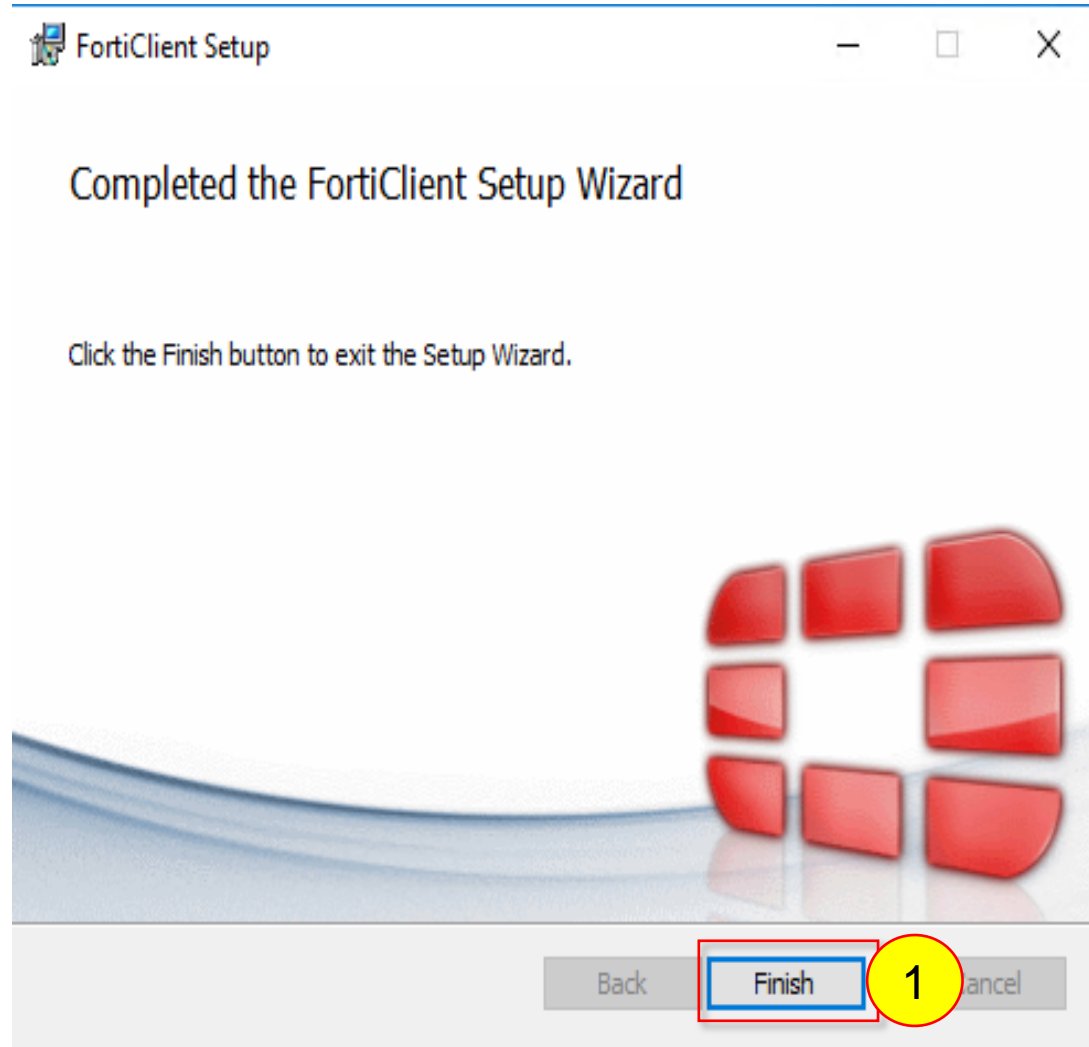 FortiClient Setup
Completed the FortiClient Setup Wizard
Click the Finish button to exit the Setup Wizard.
Back Finish 1 ancel